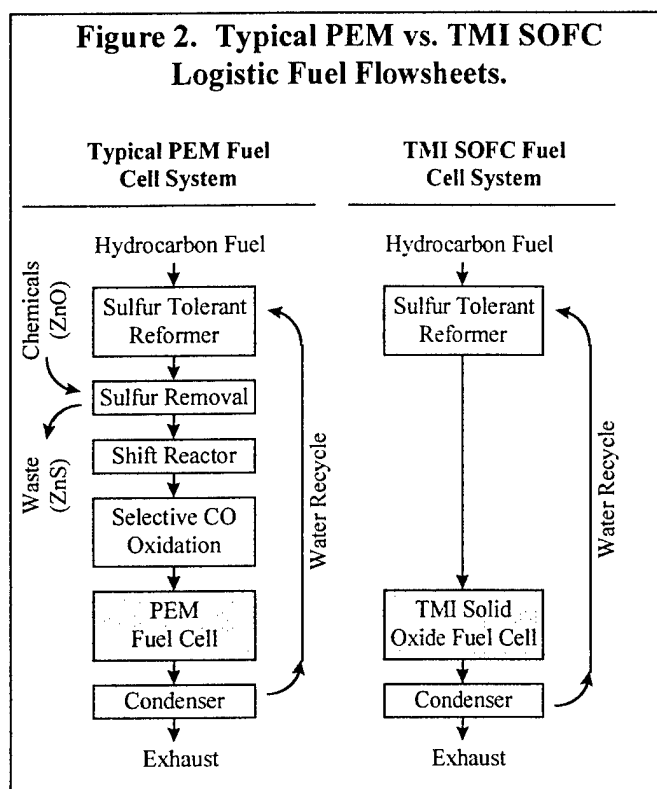 Figure 2. Typical PEM vs. TMI SOFC
Logistic Fuel Flowsheets.
Typical PEM Fuel
Cell System
Hydrocarbon Fuel
Chemicals
(ZnO)
Sulfur Tolerant
Reformer
Sulfur Removal
Waste
(ZnS)
Shift Reactor
Selective CO
Oxidation
PEM
Fuel Cell
Condenser
Exhaust
Water Recycle
TMI SOFC Fuel
Cell System
Hydrocarbon Fuel
Sulfur Tolerant
Reformer
TMI Solid
Oxide Fuel Cell
Condenser
Exhaust
Water Recycle